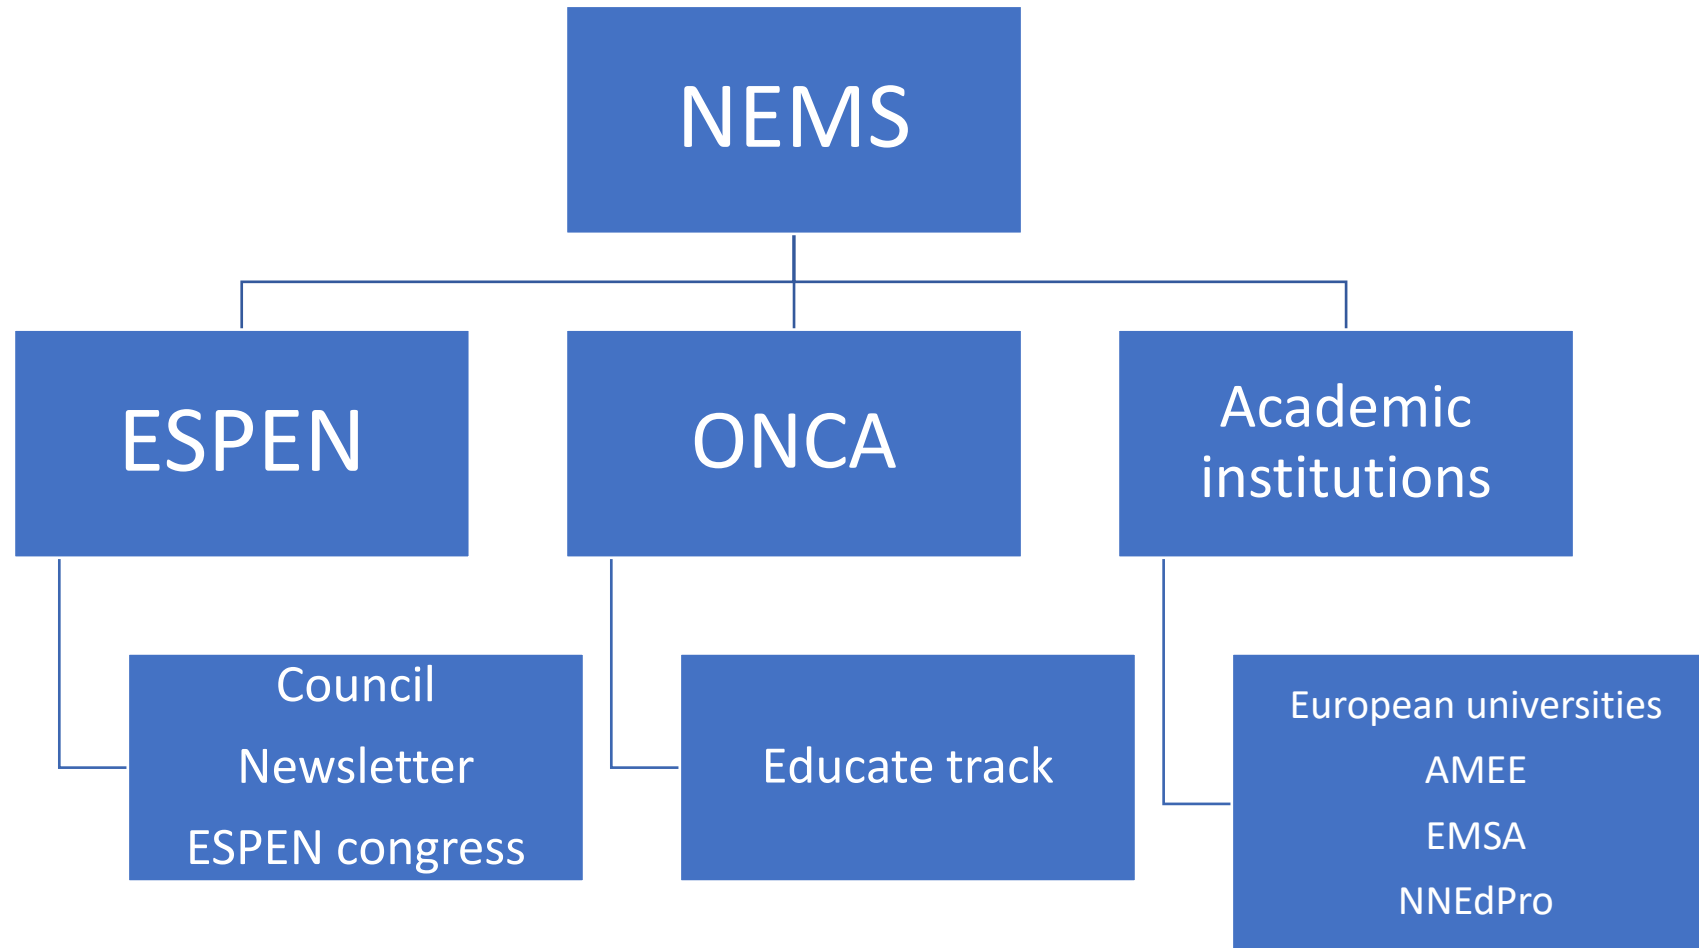 NEMS
ESPEN
ONCA
Academic
institutions
Council
Newsletter
ESPEN congress
Educate track
European universities
AMEE
EMSA
NNEdPro